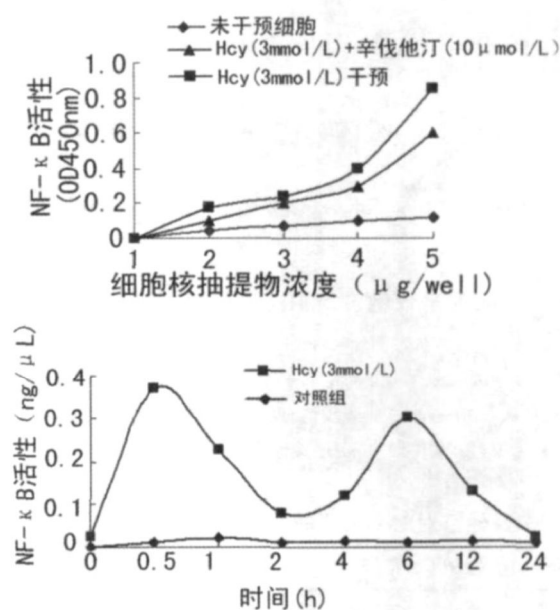 未干预细胞
Hcy(3mmol/L)+辛伐他汀(10μmol/L)
Hcy(3mmol/L)干预
NF-κB活性
(OD450nm)
1.0
0.8
0.6
0.4
0.2
0
1 2 3 4 5
细胞核抽提物浓度（μg/well)
Hcy(3mmol/L)
对照组
NF-κB活性（ng/μL)
0.4
0.3
0.2
0.1
0
0 0.5 1 2 4 6 12 24
时间(h)